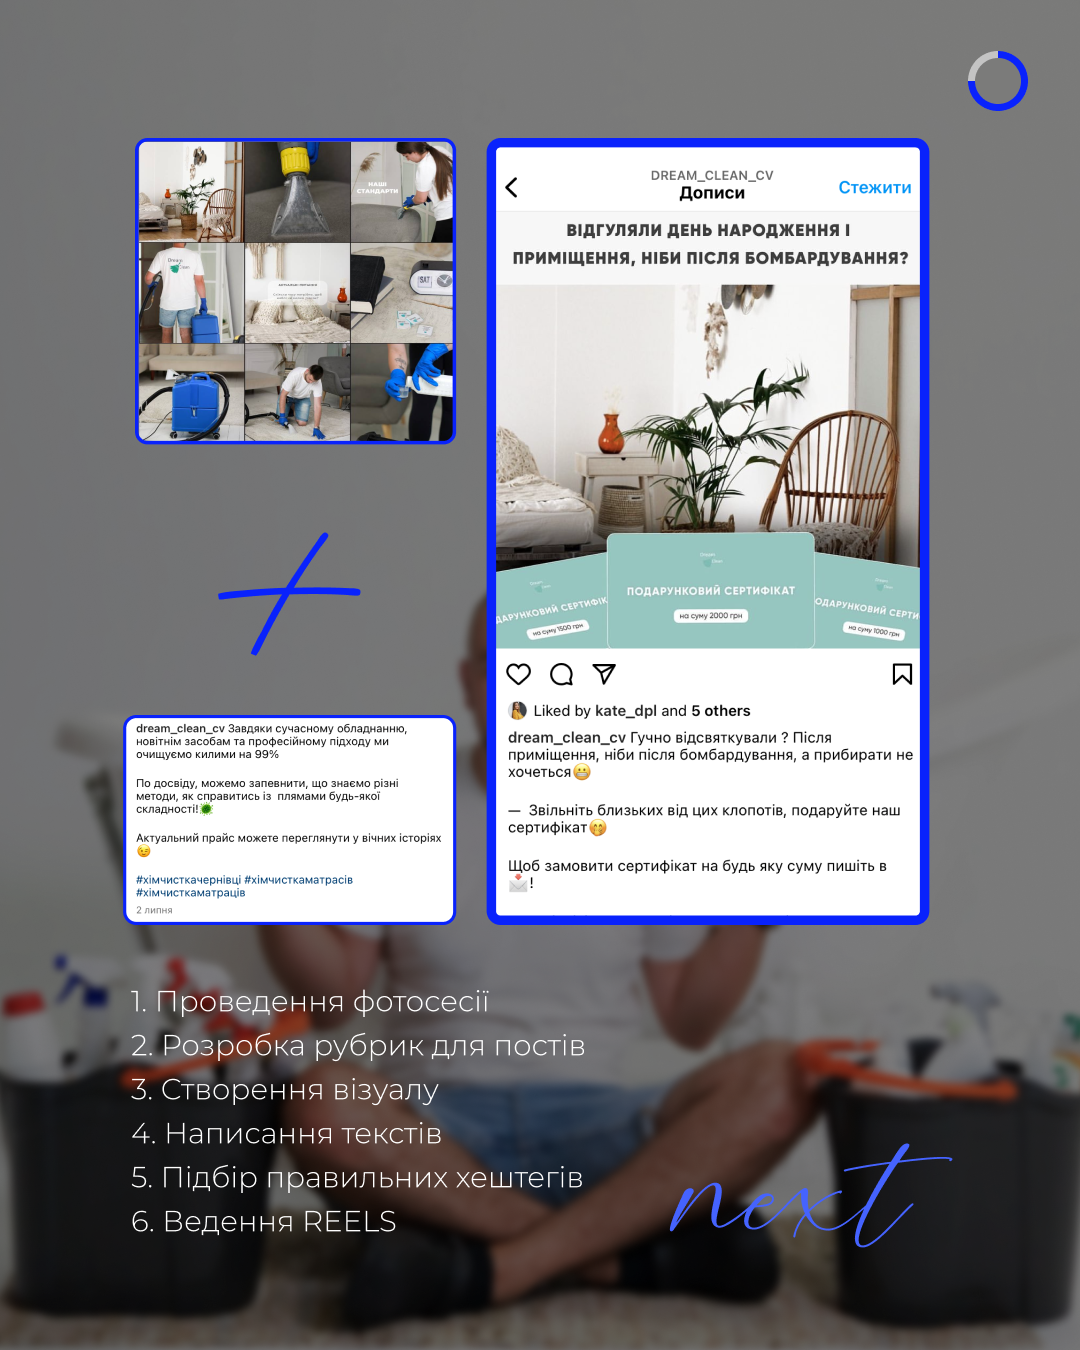 НАШІ
СТАНДАРТИ
Dream
Clean
SAT
DREAM_CLEAN_CV
Дописи
Стежити
ВІДГУЛЯЛИ ДЕНЬ НАРОДЖЕННЯ І
ПРИМІЩЕННЯ, НІБИ ПІСЛЯ БОМБАРДУВАННЯ?
Dream
Clean
ПОДАРУНКОВИЙ СЕРТИФІКАТ
на суму 2000 грн
ДАРУНКОВИЙ СЕРТИФІК
на суму 1500 грн
ОДАРУНКОВИЙ СЕРТИ
на суму 1000 грн
Liked by kate_dpl and 5 others
dream_clean_cv Гучно відсвяткували ? Після
приміщення, ніби після бомбардування, а прибирати не
хочеться😬
— Звільніть близьких від цих клопотів, подаруйте наш
сертифікат🤭
Щоб замовити сертифікат на будь яку суму пишіть в
📩!
dream_clean_cv Завдяки сучасному обладнанню,
новітнім засобам та професійному підходу ми
очищуємо килими на 99%
По досвіду, можемо запевнити, що знаємо різні
методи, як справитись із плямами будь-якої
складності!
Актуальний прайс можете переглянути у вічних історіях
😉
#хімчисткачернівці #хімчисткаматрасів
#хімчисткаматраців
2 липня
1. Проведення фотосесії
2. Розробка рубрик для постів
3. Створення візуалу
4. Написання текстів
5. Підбір правильних хештегів
6. Ведення REELS
next